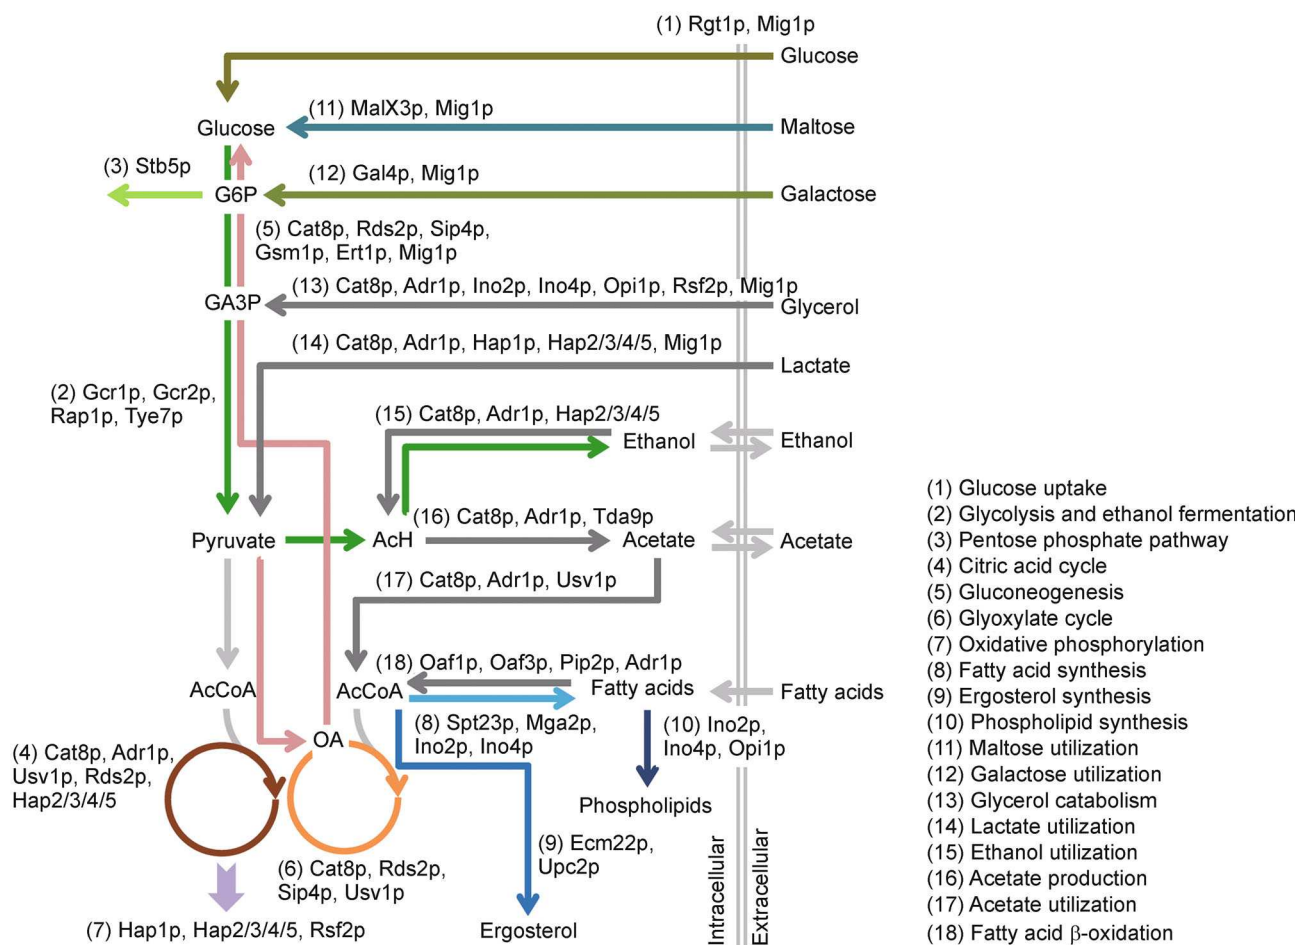 (1) Rgt1p, Mig1p
Glucose
(11) MalX3p, Mig1p
Glucose
Maltose
(3) Stb5p
(12) Gal4p, Mig1p
G6P
Galactose
(5) Cat8p, Rds2p, Sip4p,
Gsm1p, Ert1p, Mig1p
(13) Cat8p, Adr1p, Ino2p, Ino4p, Opi1p, Rsf2p, Mig1p
GA3P
Glycerol
(14) Cat8p, Adr1p, Hap1p, Hap2/3/4/5, Mig1p
Lactate
(2) Gcr1p, Gcr2p,
Rap1p, Tye7p
(15) Cat8p, Adr1p, Hap2/3/4/5
Ethanol
Ethanol
(16) Cat8p, Adr1p, Tda9p
Pyruvate
AcH
Acetate
Acetate
(17) Cat8p, Adr1p, Usv1p
(18) Oaf1p, Oaf3p, Pip2p, Adr1p
AcCoA
AcCoA
Fatty acids
Fatty acids
(8) Spt23p, Mga2p,
Ino2p, Ino4p
(10) Ino2p,
Ino4p, Opi1p
OA
(4) Cat8p, Adr1p,
Usv1p, Rds2p,
Hap2/3/4/5
Phospholipids
(9) Ecm22p,
Upc2p
(6) Cat8p, Rds2p,
Sip4p, Usv1p
(7) Hap1p, Hap2/3/4/5, Rsf2p
Ergosterol
Intracellular
Extracellular
(1) Glucose uptake
(2) Glycolysis and ethanol fermentation
(3) Pentose phosphate pathway
(4) Citric acid cycle
(5) Gluconeogenesis
(6) Glyoxylate cycle
(7) Oxidative phosphorylation
(8) Fatty acid synthesis
(9) Ergosterol synthesis
(10) Phospholipid synthesis
(11) Maltose utilization
(12) Galactose utilization
(13) Glycerol catabolism
(14) Lactate utilization
(15) Ethanol utilization
(16) Acetate production
(17) Acetate utilization
(18) Fatty acid β-oxidation